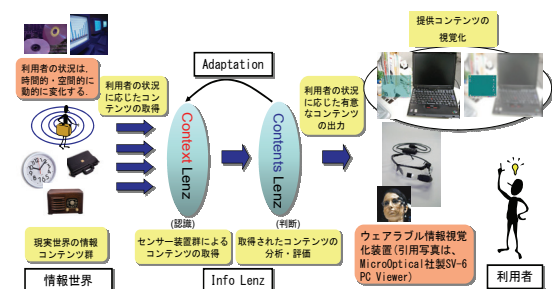 提供コンテンツの
視覚化
利用者の状況は、
時間的・空間的に
動的に変化する.
Adaptation
利用者の状況
に応じたコン
テンツの取得
利用者の状況
に応じた有意
なコンテンツ
の出力
Context Lenz
Contents Lenz
(認識)
(判断)
現実世界の情報
コンテンツ群
センサー装置群による
コンテンツの取得
取得されたコンテンツの
分析・評価
ウェアラブル情報視覚
化装置(引用写真は、
MicroOptical社製SV-6
PC Viewer)
情報世界
Info Lenz
利用者